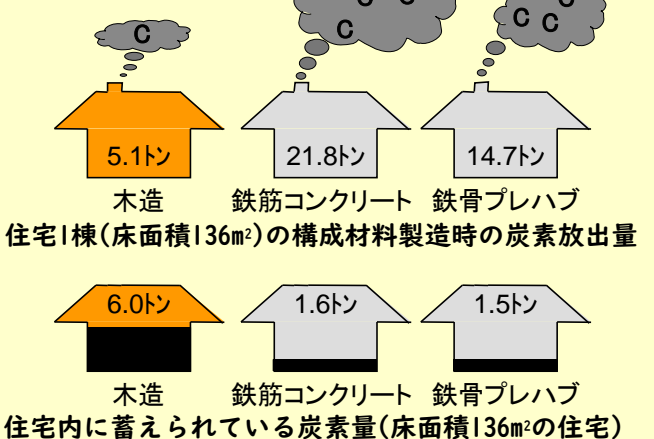 C C C
C C C C
5.1トン 21.8トン 14.7トン
木造 鉄筋コンクリート 鉄骨プレハブ
住宅1棟(床面積136m²)の構成材料製造時の炭素放出量
6.0トン 1.6トン 1.5トン
木造 鉄筋コンクリート 鉄骨プレハブ
住宅内に蓄えられている炭素量(床面積136m²の住宅)